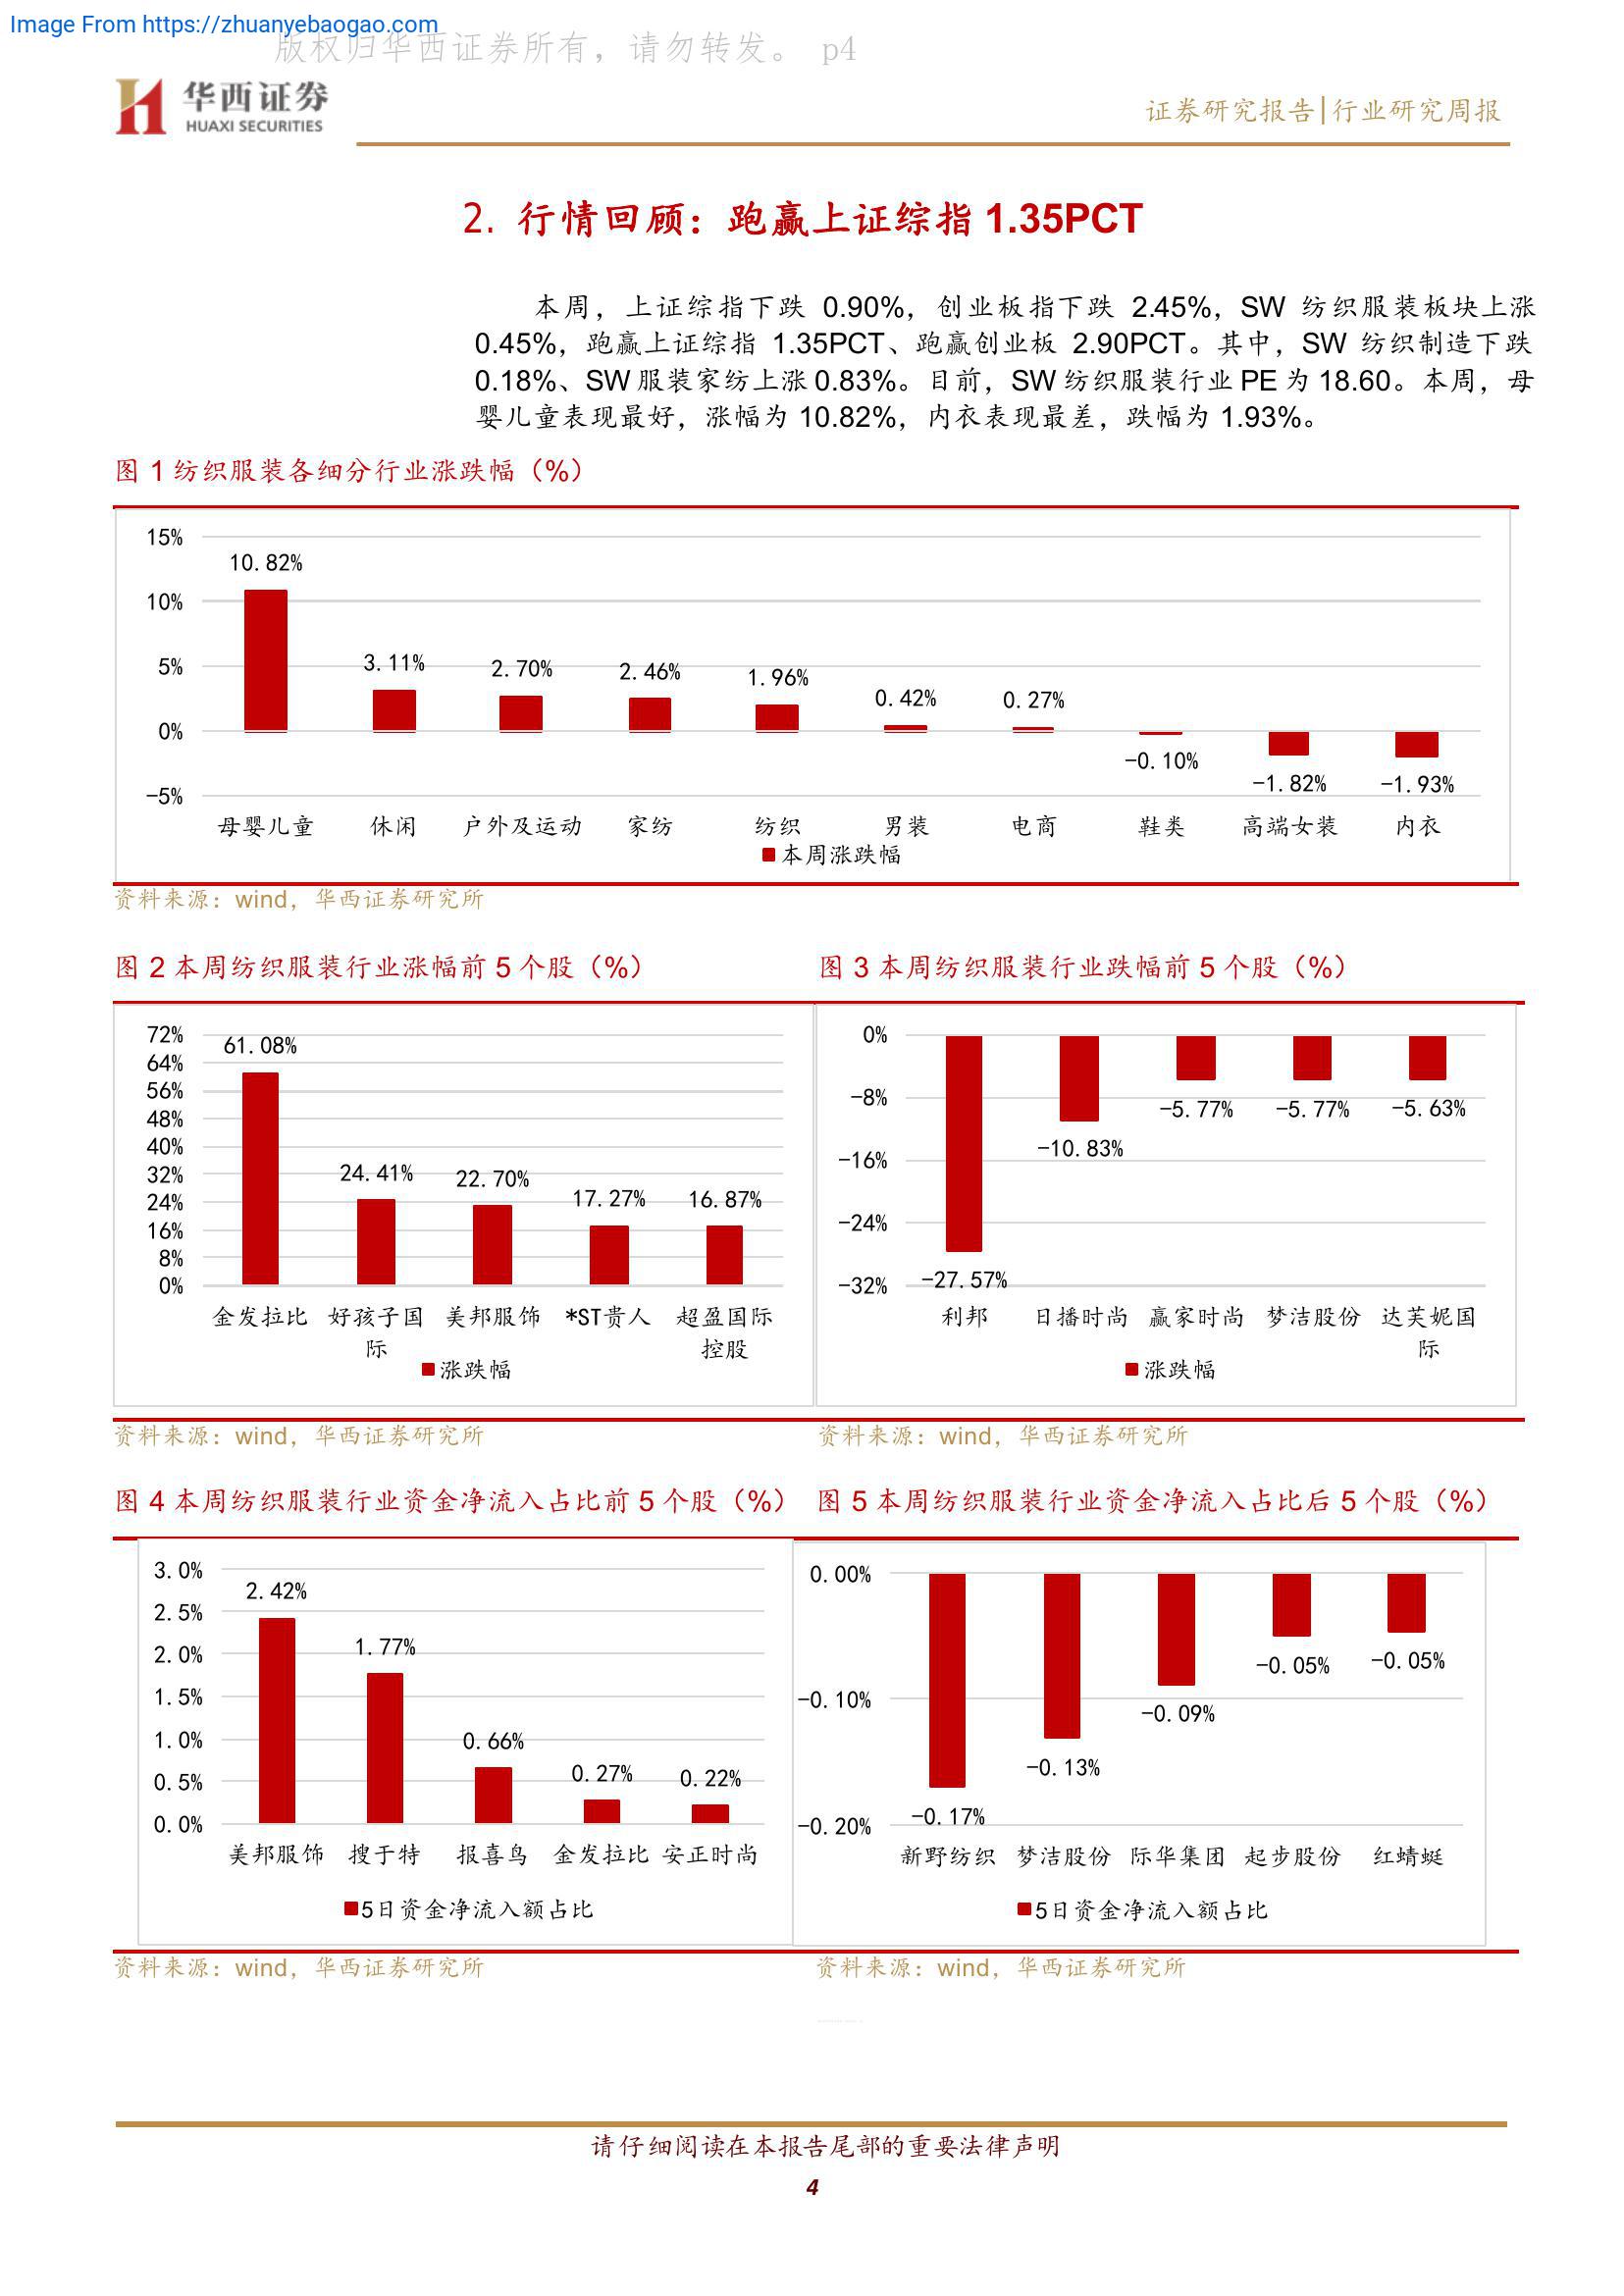 Image From https://zhuanyebaogao.com
版权归华西证券所有，请勿转发。 p4
华西证券
HUAXI SECURITIES
证券研究报告|行业研究周报
2. 行情回顾：跑赢上证综指 1.35PCT
本周，上证综指下跌 0.90%，创业板指下跌 2.45%，SW 纺织服装板块上涨
0.45%，跑赢上证综指 1.35PCT、跑赢创业板 2.90PCT。其中，SW 纺织制造下跌
0.18%、SW 服装家纺上涨 0.83%。目前，SW 纺织服装行业 PE 为 18.60。本周，母
婴儿童表现最好，涨幅为 10.82%，内衣表现最差，跌幅为 1.93%。
图 1 纺织服装各细分行业涨跌幅（%）
15%
10%
5%
0%
-5%
10.82% 3.11% 2.70% 2.46% 1.96% 0.42% 0.27% -0.10% -1.82% -1.93%
母婴儿童 休闲 户外及运动 家纺 纺织 男装 电商 鞋类 高端女装 内衣
本周涨跌幅
资料来源：wind，华西证券研究所
图 2 本周纺织服装行业涨幅前 5 个股（%）
72%
64%
56%
48%
40%
32%
24%
16%
8%
0%
61.08% 24.41% 22.70% 17.27% 16.87%
金发拉比 好孩子国际 美邦服饰 *ST贵人 超盈国际控股
涨跌幅
资料来源：wind，华西证券研究所
图 3 本周纺织服装行业跌幅前 5 个股（%）
0%
-8%
-16%
-24%
-32%
-27.57% -10.83% -5.77% -5.77% -5.63%
利邦 日播时尚 赢家时尚 梦洁股份 达芙妮国际
涨跌幅
资料来源：wind，华西证券研究所
图 4 本周纺织服装行业资金净流入占比前 5 个股（%）
3.0%
2.5%
2.0%
1.5%
1.0%
0.5%
0.0%
2.42% 1.77% 0.66% 0.27% 0.22%
美邦服饰 搜于特 报喜鸟 金发拉比 安正时尚
5日资金净流入额占比
资料来源：wind，华西证券研究所
图 5 本周纺织服装行业资金净流入占比后 5 个股（%）
0.00%
-0.10%
-0.20%
-0.17% -0.13% -0.09% -0.05% -0.05%
新野纺织 梦洁股份 际华集团 起步股份 红蜻蜓
5日资金净流入额占比
资料来源：wind，华西证券研究所
请仔细阅读在本报告尾部的重要法律声明
4